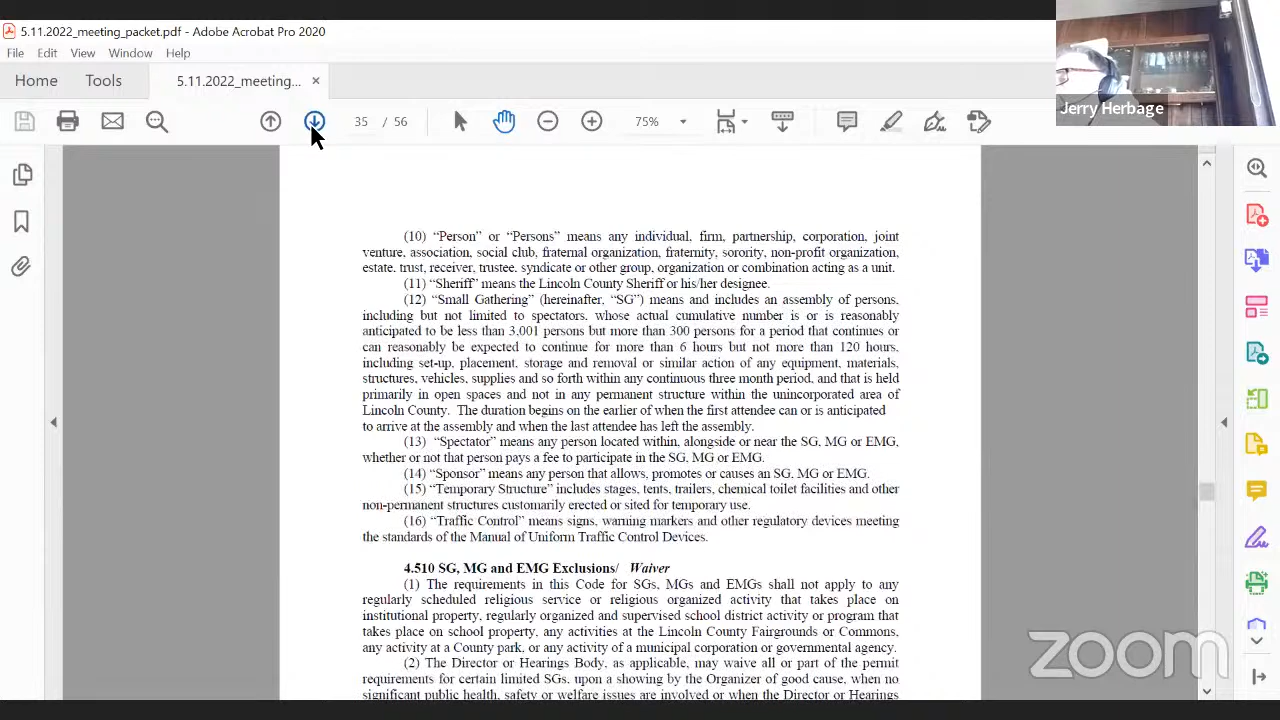 5.11.2022_meeting_packet.pdf - Adobe Acrobat Pro 2020
File Edit View Window Help
Home Tools 5.11.2022_meeting... ×
35 / 56 75%
Jerry Herbage
(10) “Person” or “Persons” means any individual, firm, partnership, corporation, joint
venture, association, social club, fraternal organization, fraternity, sorority, non-profit organization,
estate, trust, receiver, trustee, syndicate or other group, organization or combination acting as a unit.
(11) “Sheriff” means the Lincoln County Sheriff or his/her designee.
(12) “Small Gathering” (hereinafter, “SG”) means and includes an assembly of persons,
including but not limited to spectators, whose actual cumulative number is or is reasonably
anticipated to be less than 3,001 persons but more than 300 persons for a period that continues or
can reasonably be expected to continue for more than 6 hours but not more than 120 hours,
including set-up, placement, storage and removal or similar action of any equipment, materials,
structures, vehicles, supplies and so forth within any continuous three month period, and that is held
primarily in open spaces and not in any permanent structure within the unincorporated area of
Lincoln County. The duration begins on the earlier of when the first attendee can or is anticipated
to arrive at the assembly and when the last attendee has left the assembly.
(13) “Spectator” means any person located within, alongside or near the SG, MG or EMG,
whether or not that person pays a fee to participate in the SG, MG or EMG.
(14) “Sponsor” means any person that allows, promotes or causes an SG, MG or EMG.
(15) “Temporary Structure” includes stages, tents, trailers, chemical toilet facilities and other
non-permanent structures customarily erected or sited for temporary use.
(16) “Traffic Control” means signs, warning markers and other regulatory devices meeting
the standards of the Manual of Uniform Traffic Control Devices.
4.510 SG, MG and EMG Exclusions/ Waiver
(1) The requirements in this Code for SGs, MGs and EMGs shall not apply to any
regularly scheduled religious service or religious organized activity that takes place on
institutional property, regularly organized and supervised school district activity or program that
takes place on school property, any activities at the Lincoln County Fairgrounds or Commons,
any activity at a County park, or any activity of a municipal corporation or governmental agency.
(2) The Director or Hearings Body, as applicable, may waive all or part of the permit
requirements for certain limited SGs, upon a showing by the Organizer of good cause, when no
significant public health, safety or welfare issues are involved or when the Director or Hearings
zoom